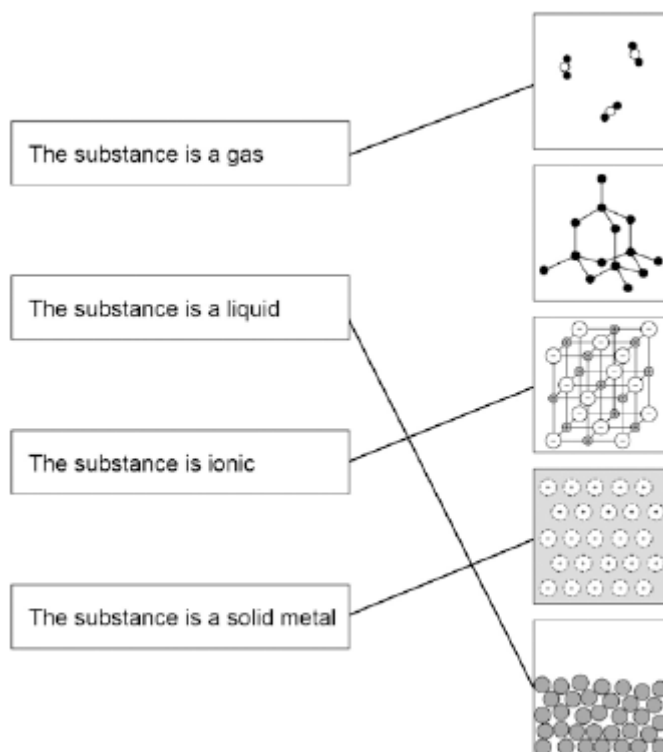 The substance is a gas
The substance is a liquid
The substance is ionic
The substance is a solid metal